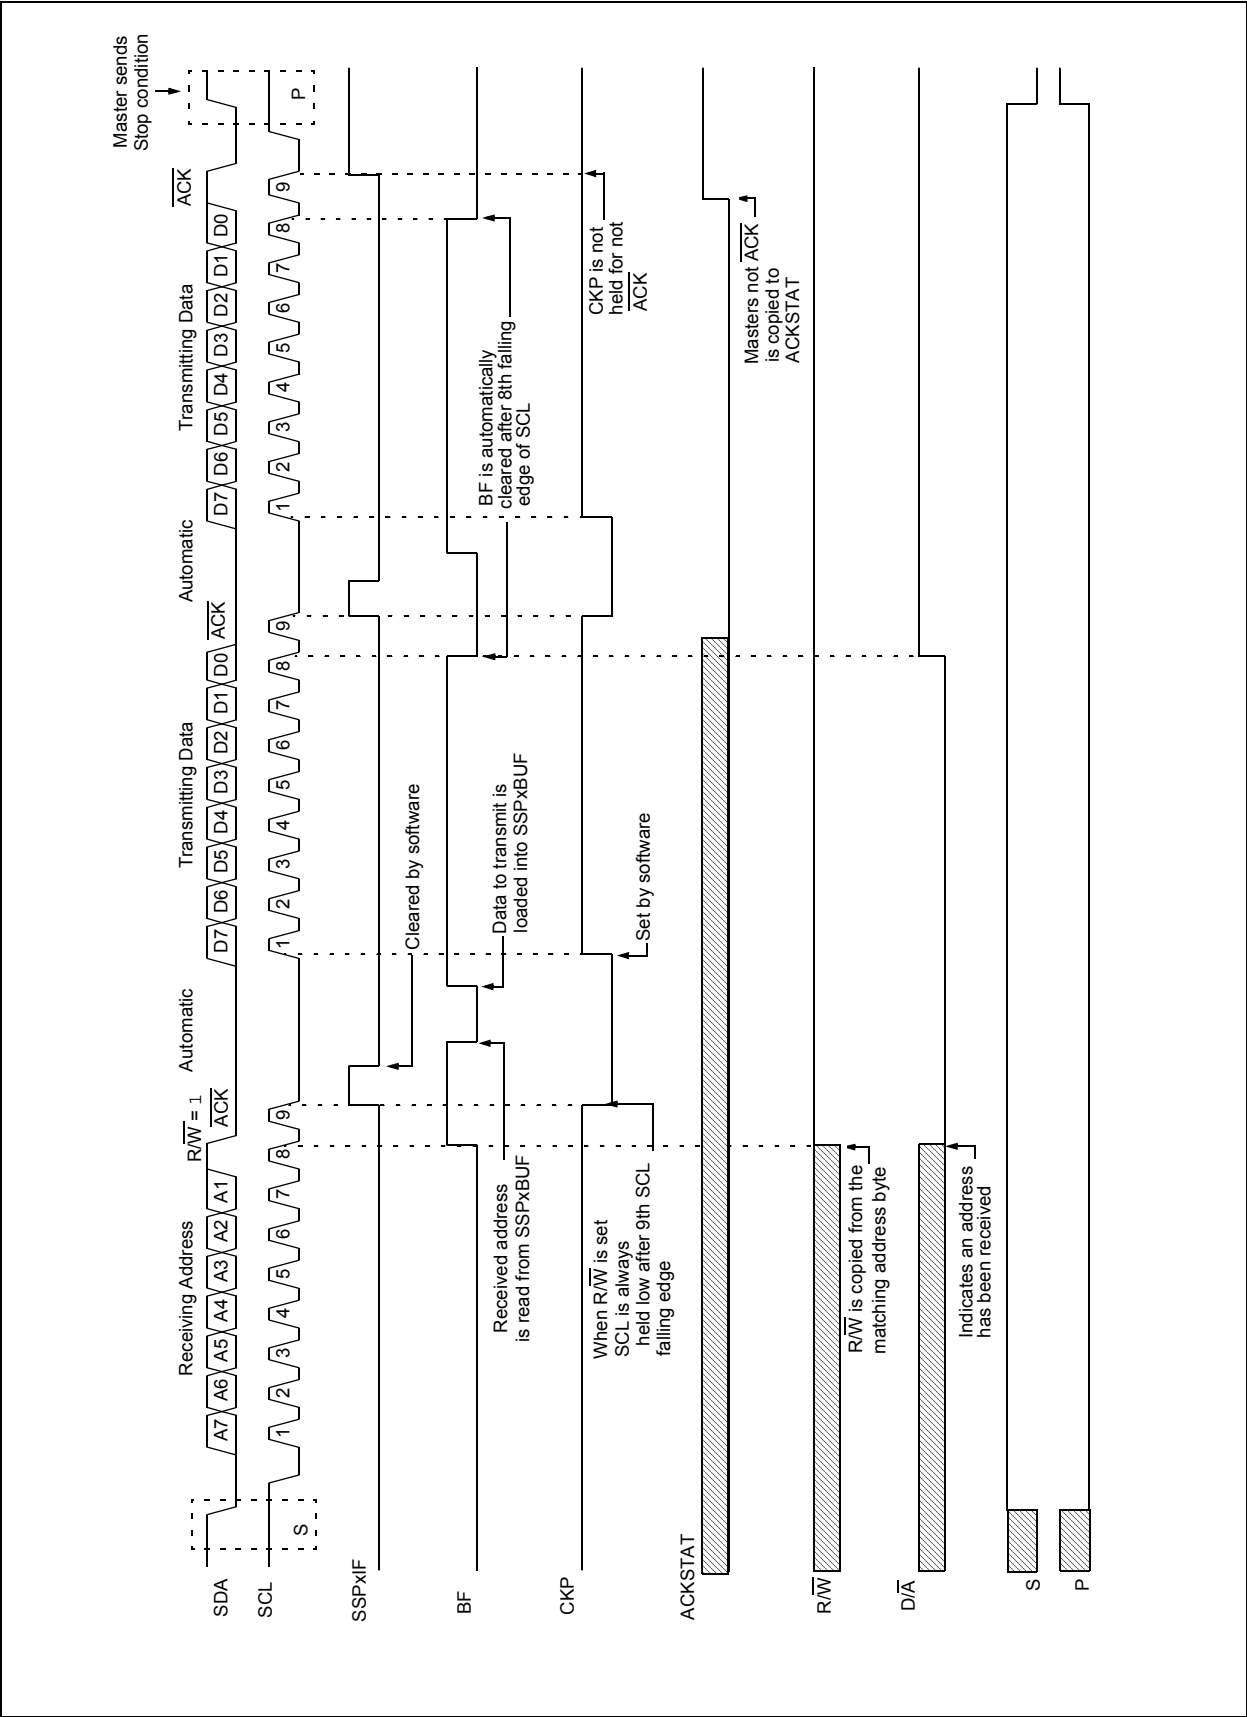 Master sends
Stop condition
Receiving Address
R/W = 1
ACK
Automatic
Transmitting Data
ACK
Automatic
Transmitting Data
ACK
SDA
A7 A6 A5 A4 A3 A2 A1
D7 D6 D5 D4 D3 D2 D1 D0
D7 D6 D5 D4 D3 D2 D1 D0
SCL
S
1 2 3 4 5 6 7 8 9
1 2 3 4 5 6 7 8 9
1 2 3 4 5 6 7 8 9
P
SSPxIF
Cleared by software
BF
Received address
is read from SSPxBUF
Data to transmit is
loaded into SSPxBUF
BF is automatically
cleared after 8th falling
edge of SCL
CKP
When R/W is set
SCL is always
held low after 9th SCL
falling edge
Set by software
CKP is not
held for not
ACK
ACKSTAT
Masters not ACK
is copied to
ACKSTAT
R/W
R/W is copied from the
matching address byte
D/A
Indicates an address
has been received
S
P